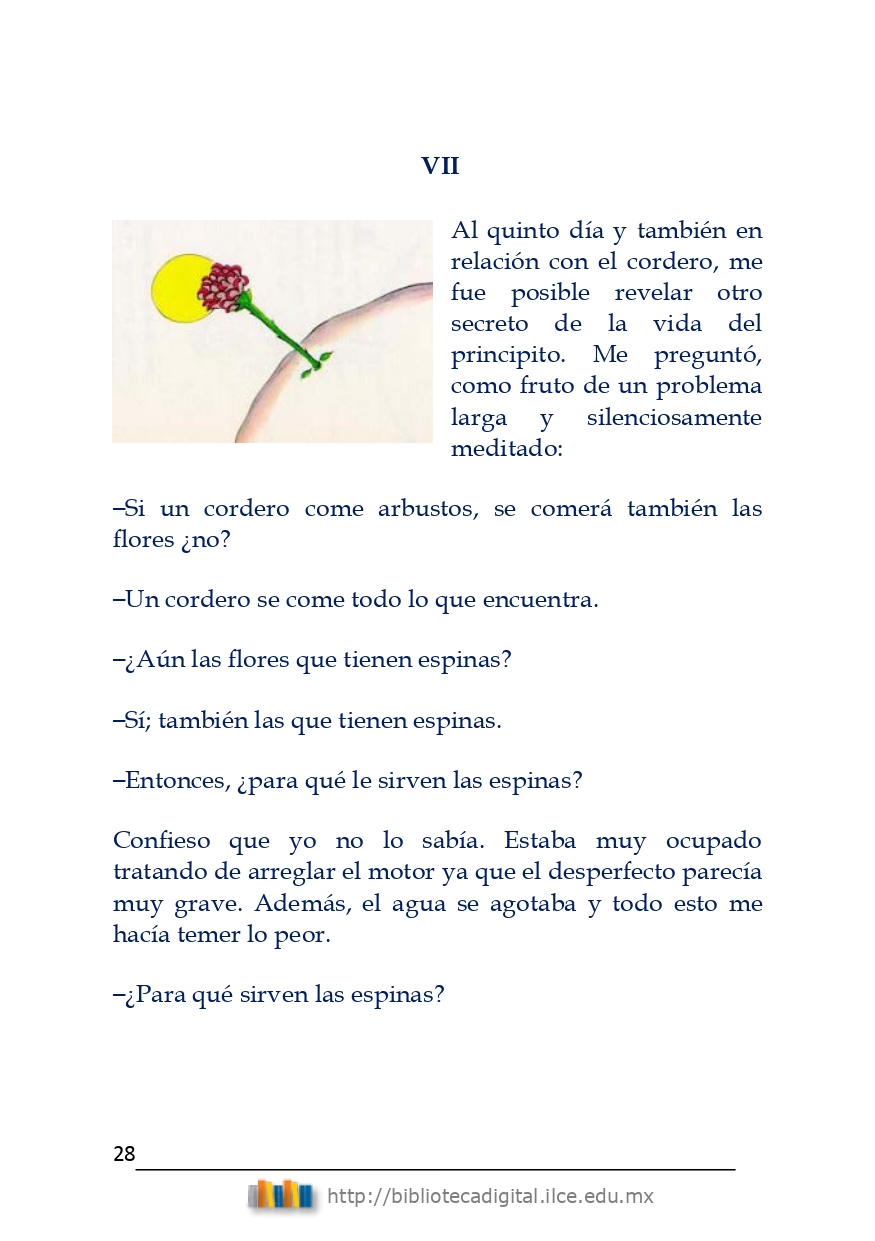 VII
Al quinto día y también en
relación con el cordero, me
fue posible revelar otro
secreto de la vida del
principito. Me preguntó,
como fruto de un problema
larga y silenciosamente
meditado:
–Si un cordero come arbustos, se comerá también las
flores ¿no?
–Un cordero se come todo lo que encuentra.
–¿Aún las flores que tienen espinas?
–Sí; también las que tienen espinas.
–Entonces, ¿para qué le sirven las espinas?
Confieso que yo no lo sabía. Estaba muy ocupado
tratando de arreglar el motor ya que el desperfecto parecía
muy grave. Además, el agua se agotaba y todo esto me
hacía temer lo peor.
–¿Para qué sirven las espinas?
28
http://bibliotecadigital.ilce.edu.mx